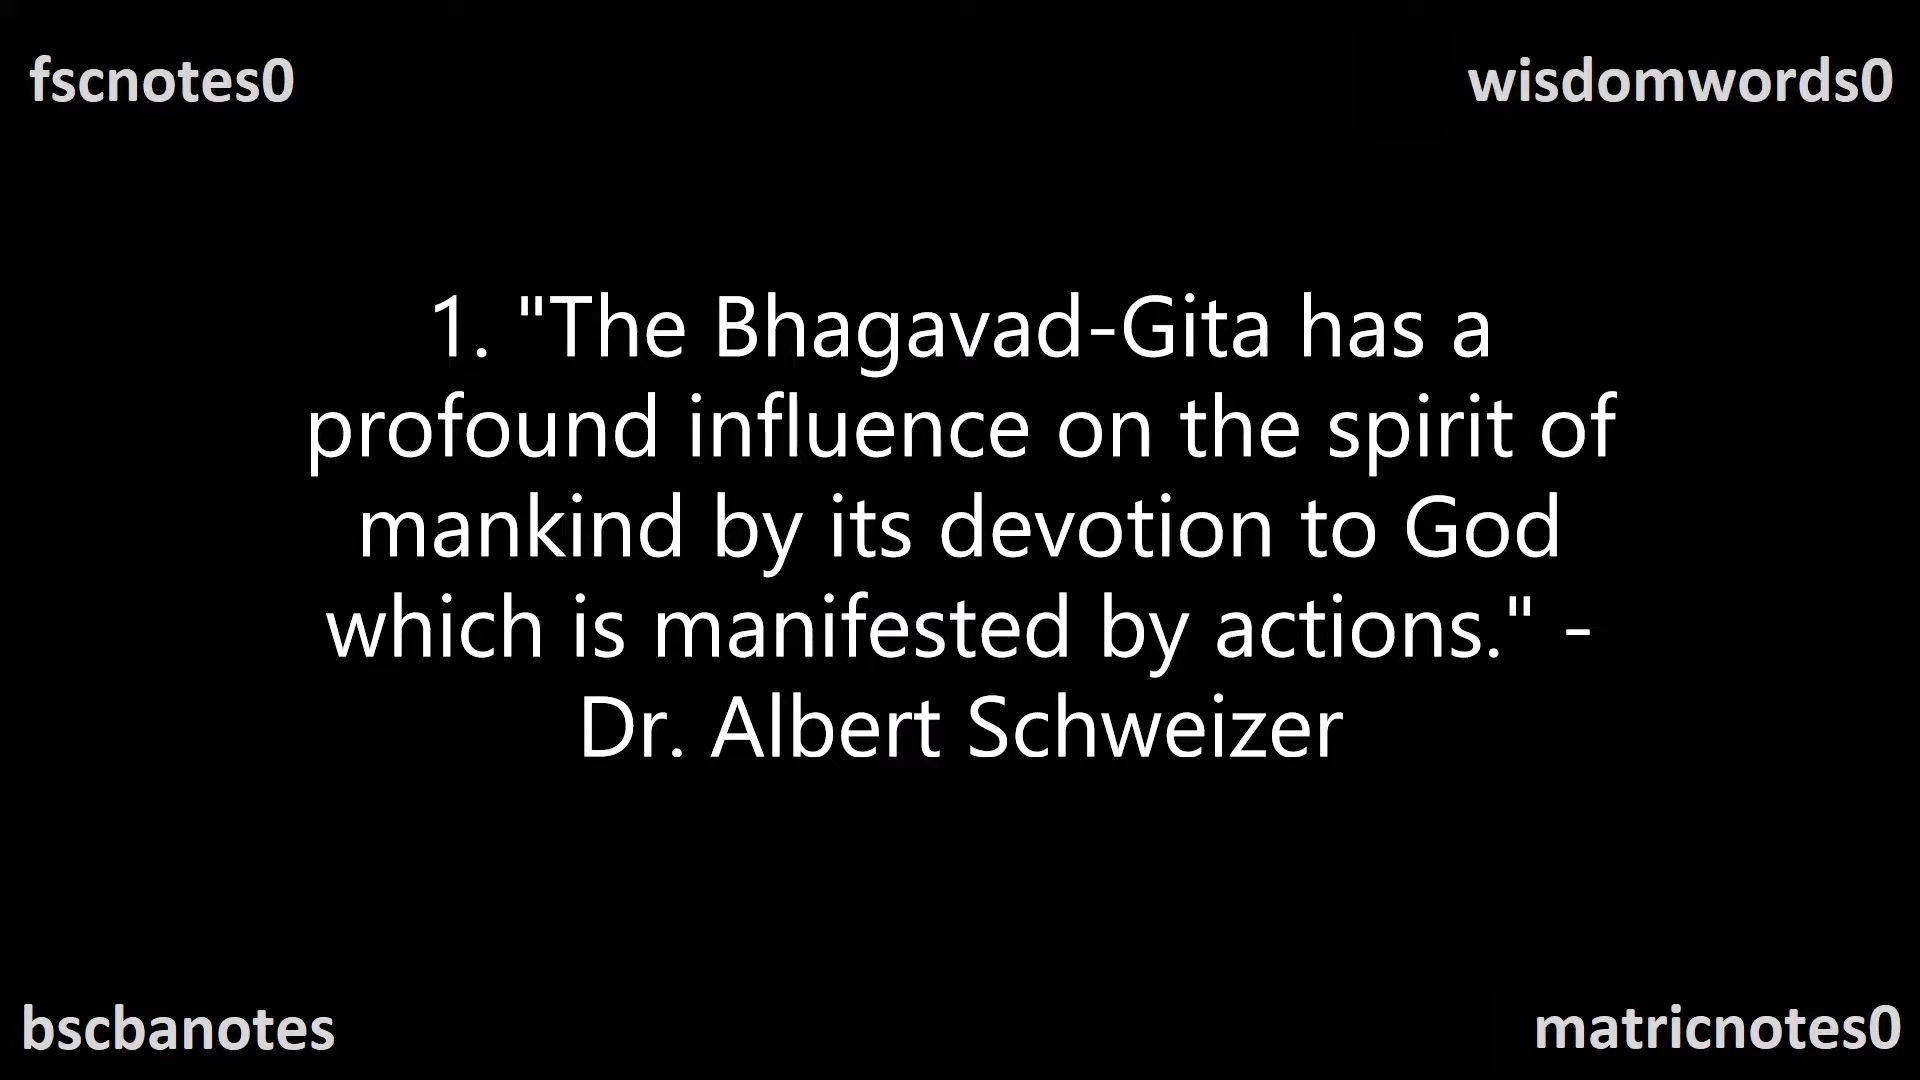 fscnotes0
wisdomwords0
1. "The Bhagavad-Gita has a
profound influence on the spirit of
mankind by its devotion to God
which is manifested by actions." -
Dr. Albert Schweizer
bscbanotes
matricnotes0